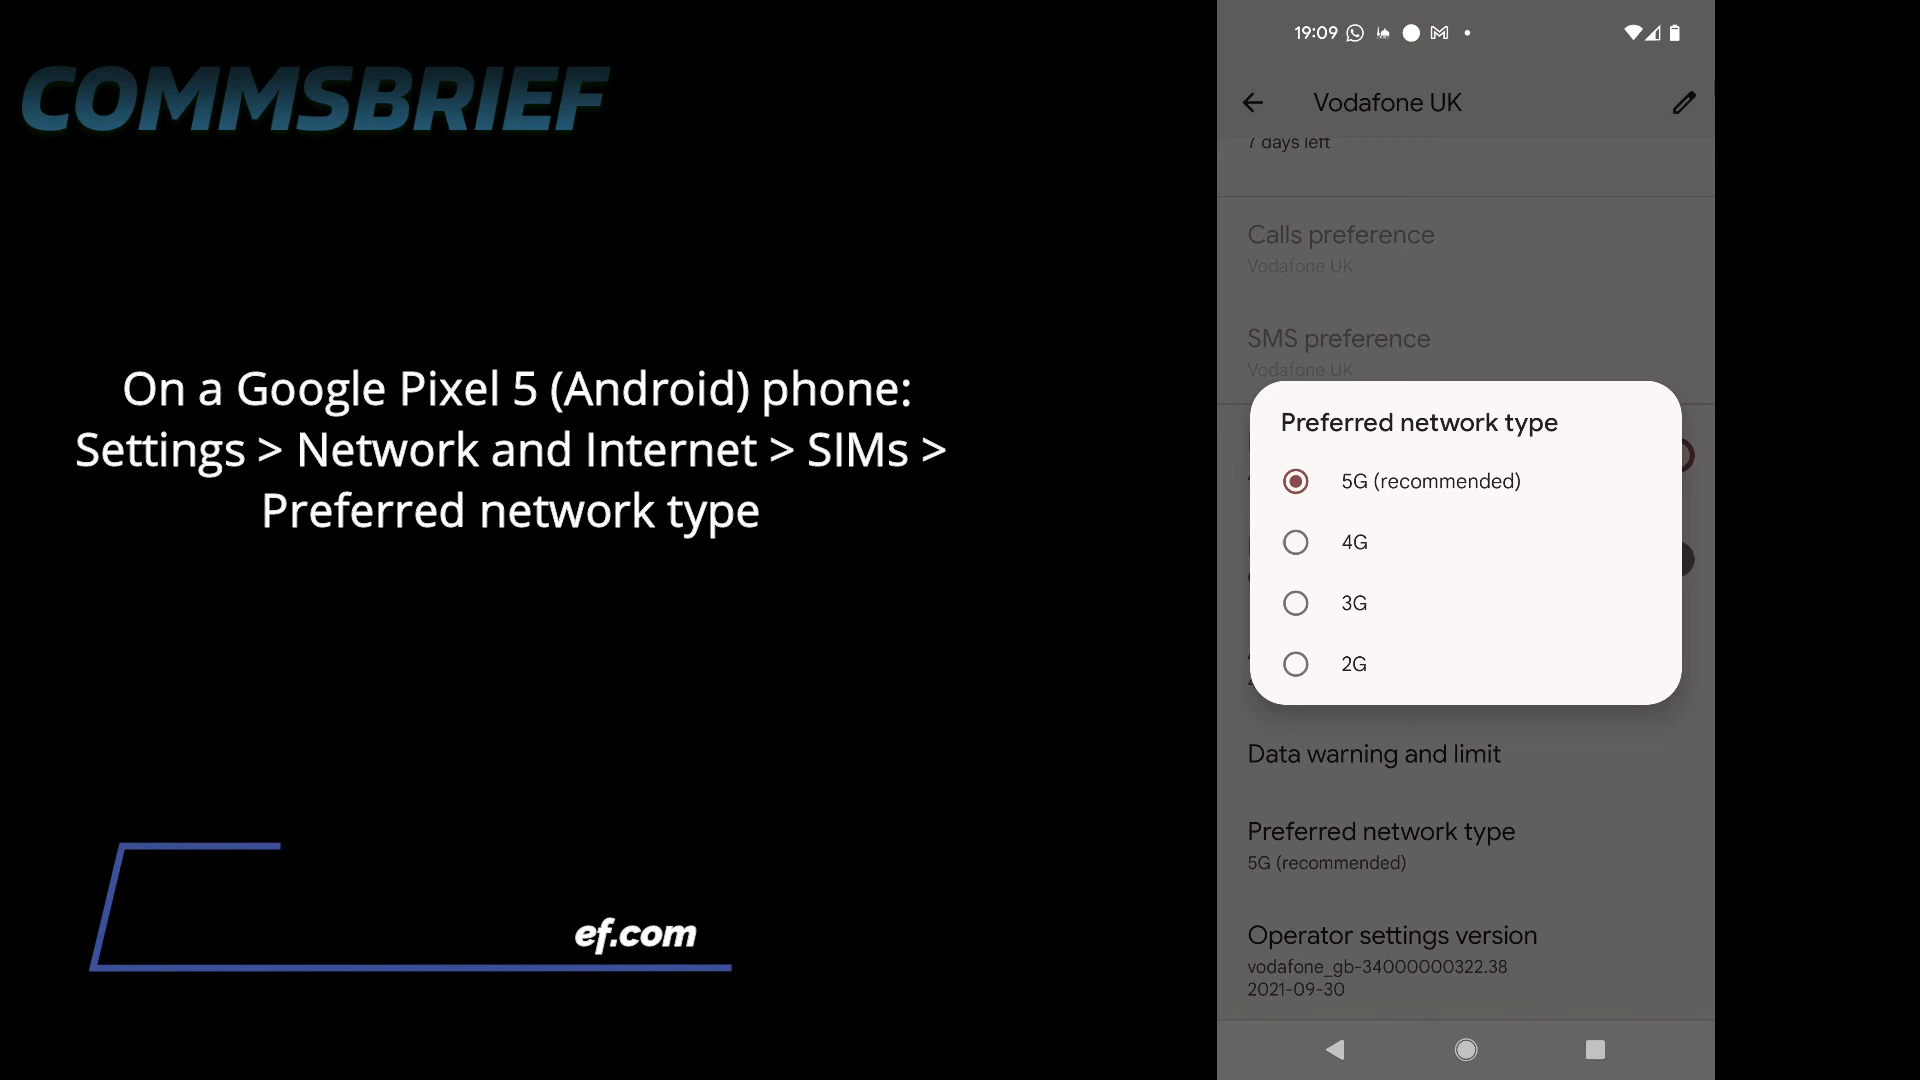 COMMSBRIEF
On a Google Pixel 5 (Android) phone:
Settings > Network and Internet > SIMs >
Preferred network type
ef.com
19:09
Vodafone UK
7 days left
Calls preference
Vodafone UK
SMS preference
Vodafone UK
Preferred network type
5G (recommended)
4G
3G
2G
Data warning and limit
Preferred network type
5G (recommended)
Operator settings version
vodafone_gb-34000000322.38
2021-09-30